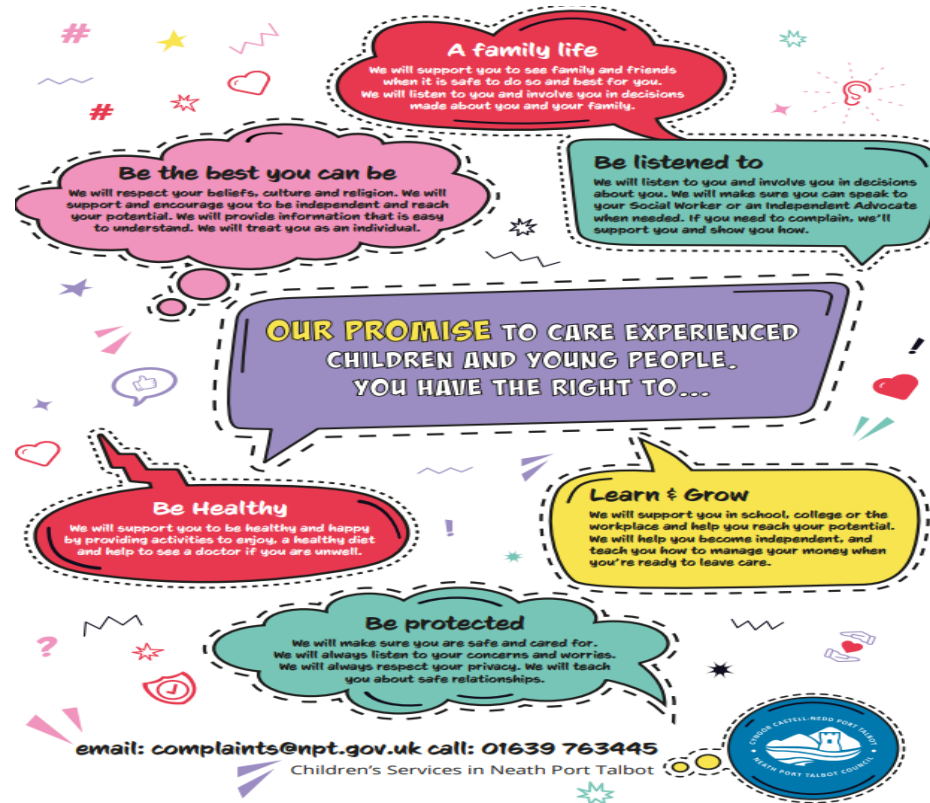 A family life
We will support you to see family and friends
when it is safe to do so and best for you.
We will listen to you and involve you in decisions
made about you and your family.
Be the best you can be
We will respect your beliefs, culture and religion. We will
support and encourage you to be independent and reach
your potential. We will provide information that is easy
to understand. We will treat you as an individual.
Be listened to
We will listen to you and involve you in decisions
about you. We will make sure you can speak to
your Social Worker or an Independent Advocate
when needed. If you need to complain, we'll
support you and show you how.
OUR PROMISE TO CARE EXPERIENCED
CHILDREN AND YOUNG PEOPLE.
YOU HAVE THE RIGHT TO...
Be Healthy
We will support you to be healthy and happy
by providing activities to enjoy, a healthy diet
and help to see a doctor if you are unwell.
Learn & Grow
We will support you in school, college or the
workplace and help you reach your potential.
We will help you become independent, and
teach you how to manage your money when
you're ready to leave care.
Be protected
We will make sure you are safe and cared for.
We will always listen to your concerns and worries.
We will always respect your privacy. We will teach
you about safe relationships.
email: complaints@npt.gov.uk call: 01639 763445
Children's Services in Neath Port Talbot
CYNGOR CASTELL-NEDD PORT TALBOT
NEATH PORT TALBOT COUNCIL